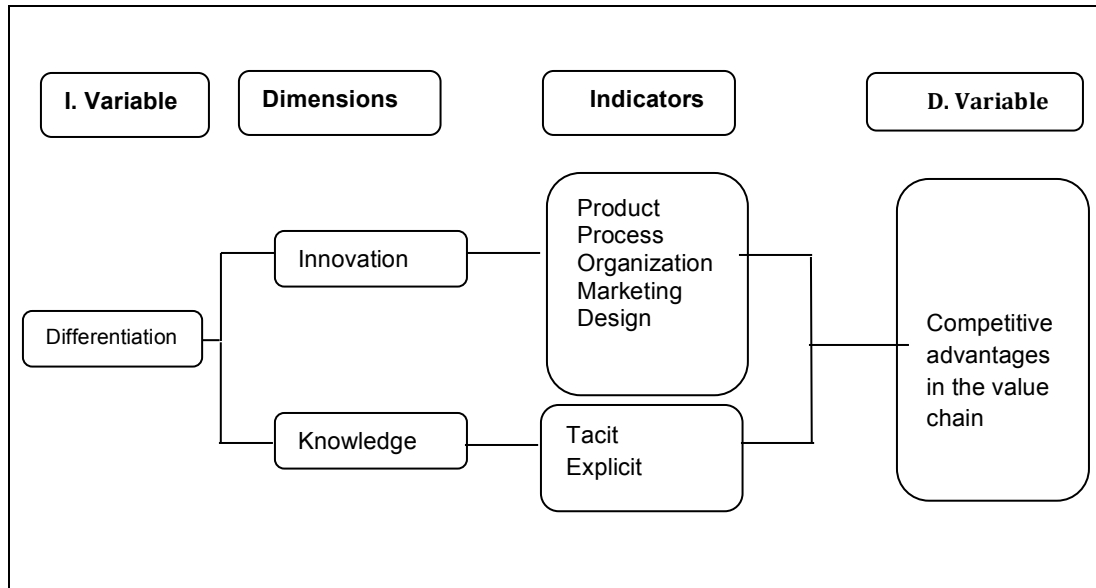 I. Variable
Dimensions
Indicators
D. Variable
Differentiation
Innovation
Knowledge
Product
Process
Organization
Marketing
Design
Tacit
Explicit
Competitive
advantages
in the value
chain